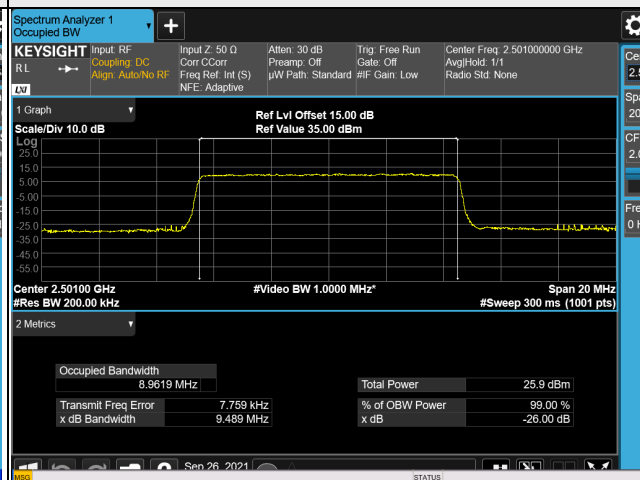 Spectrum Analyzer 1
Occupied BW
+
KEYSIGHT
R L
LXI
Input: RF
Coupling: DC
Align: Auto/No RF
Input Z: 50 Ω
Corr CCorr
Freq Ref: Int (S)
NFE: Adaptive
Atten: 30 dB
Preamp: Off
µW Path: Standard
Trig: Free Run
Gate: Off
#IF Gain: Low
Center Freq: 2.501000000 GHz
Avg|Hold: 1/1
Radio Std: None
1 Graph
Scale/Div 10.0 dB
Ref Lvl Offset 15.00 dB
Ref Value 35.00 dBm
Log
25.0
15.0
5.00
-5.00
-15.0
-25.0
-35.0
-45.0
-55.0
Center 2.50100 GHz
#Video BW 1.0000 MHz*
Span 20 MHz
#Res BW 200.00 kHz
#Sweep 300 ms (1001 pts)
2 Metrics
Occupied Bandwidth
8.9619 MHz
Total Power 25.9 dBm
Transmit Freq Error 7.759 kHz
% of OBW Power 99.00 %
x dB Bandwidth 9.489 MHz
x dB -26.00 dB
Sep 26, 2021
MSG
STATUS